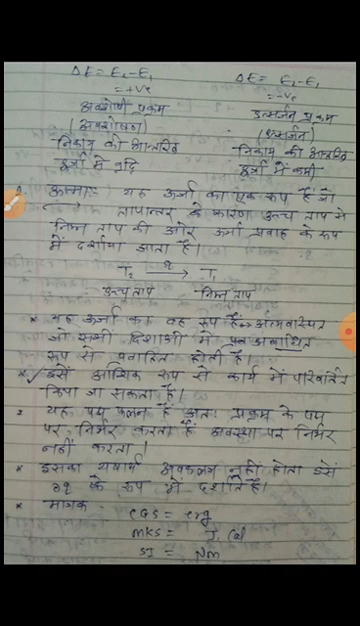 ΔE = E₂-E₁ ΔE = E₂-E₁
= +Ve = -Ve
अवशोषी प्रक्रम उत्सर्जन प्रक्रम
(अवशोषण) (उत्सर्जन)
निकाय की आन्तरिक निकाय की आन्तरिक
ऊर्जा में वृद्धि ऊर्जा में कमी
ऊष्मा:- यह ऊर्जा का एक रूप है जो
तापान्तर के कारण उच्च ताप से
निम्न ताप की ओर ऊर्जा प्रवाह के रूप
में दर्शाया जाता है।
T₂ → T₁
उच्च ताप निम्न ताप
* यह ऊर्जा का वह रूप है
जो सभी दिशाओं में
रूप से प्रवाहित होती है।
* इसे आंशिक रूप से कार्य में परिवर्तित
किया जा सकता है।
यह पथ फलन है अतः प्रक्रम के पथ
पर निर्भर करता है अवस्था पर निर्भर
नहीं करता।
* इसका यथार्थ अवकलन नहीं होता इसे
∂q के रूप में दर्शाते है।
* मात्रक -
CGS = erg
MKS = J, Cal
SI = Nm